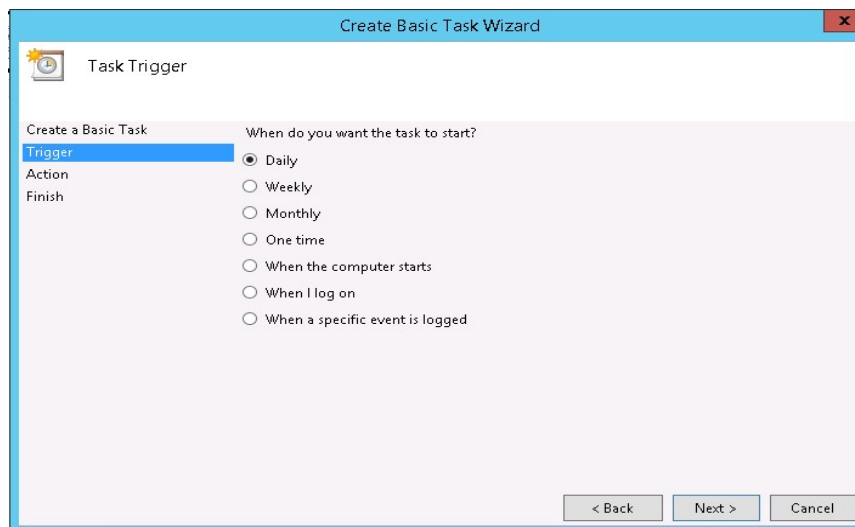 Create Basic Task Wizard
x
Task Trigger
Create a Basic Task
Trigger
Action
Finish
When do you want the task to start?
Daily
Weekly
Monthly
One time
When the computer starts
When I log on
When a specific event is logged
< Back
Next >
Cancel